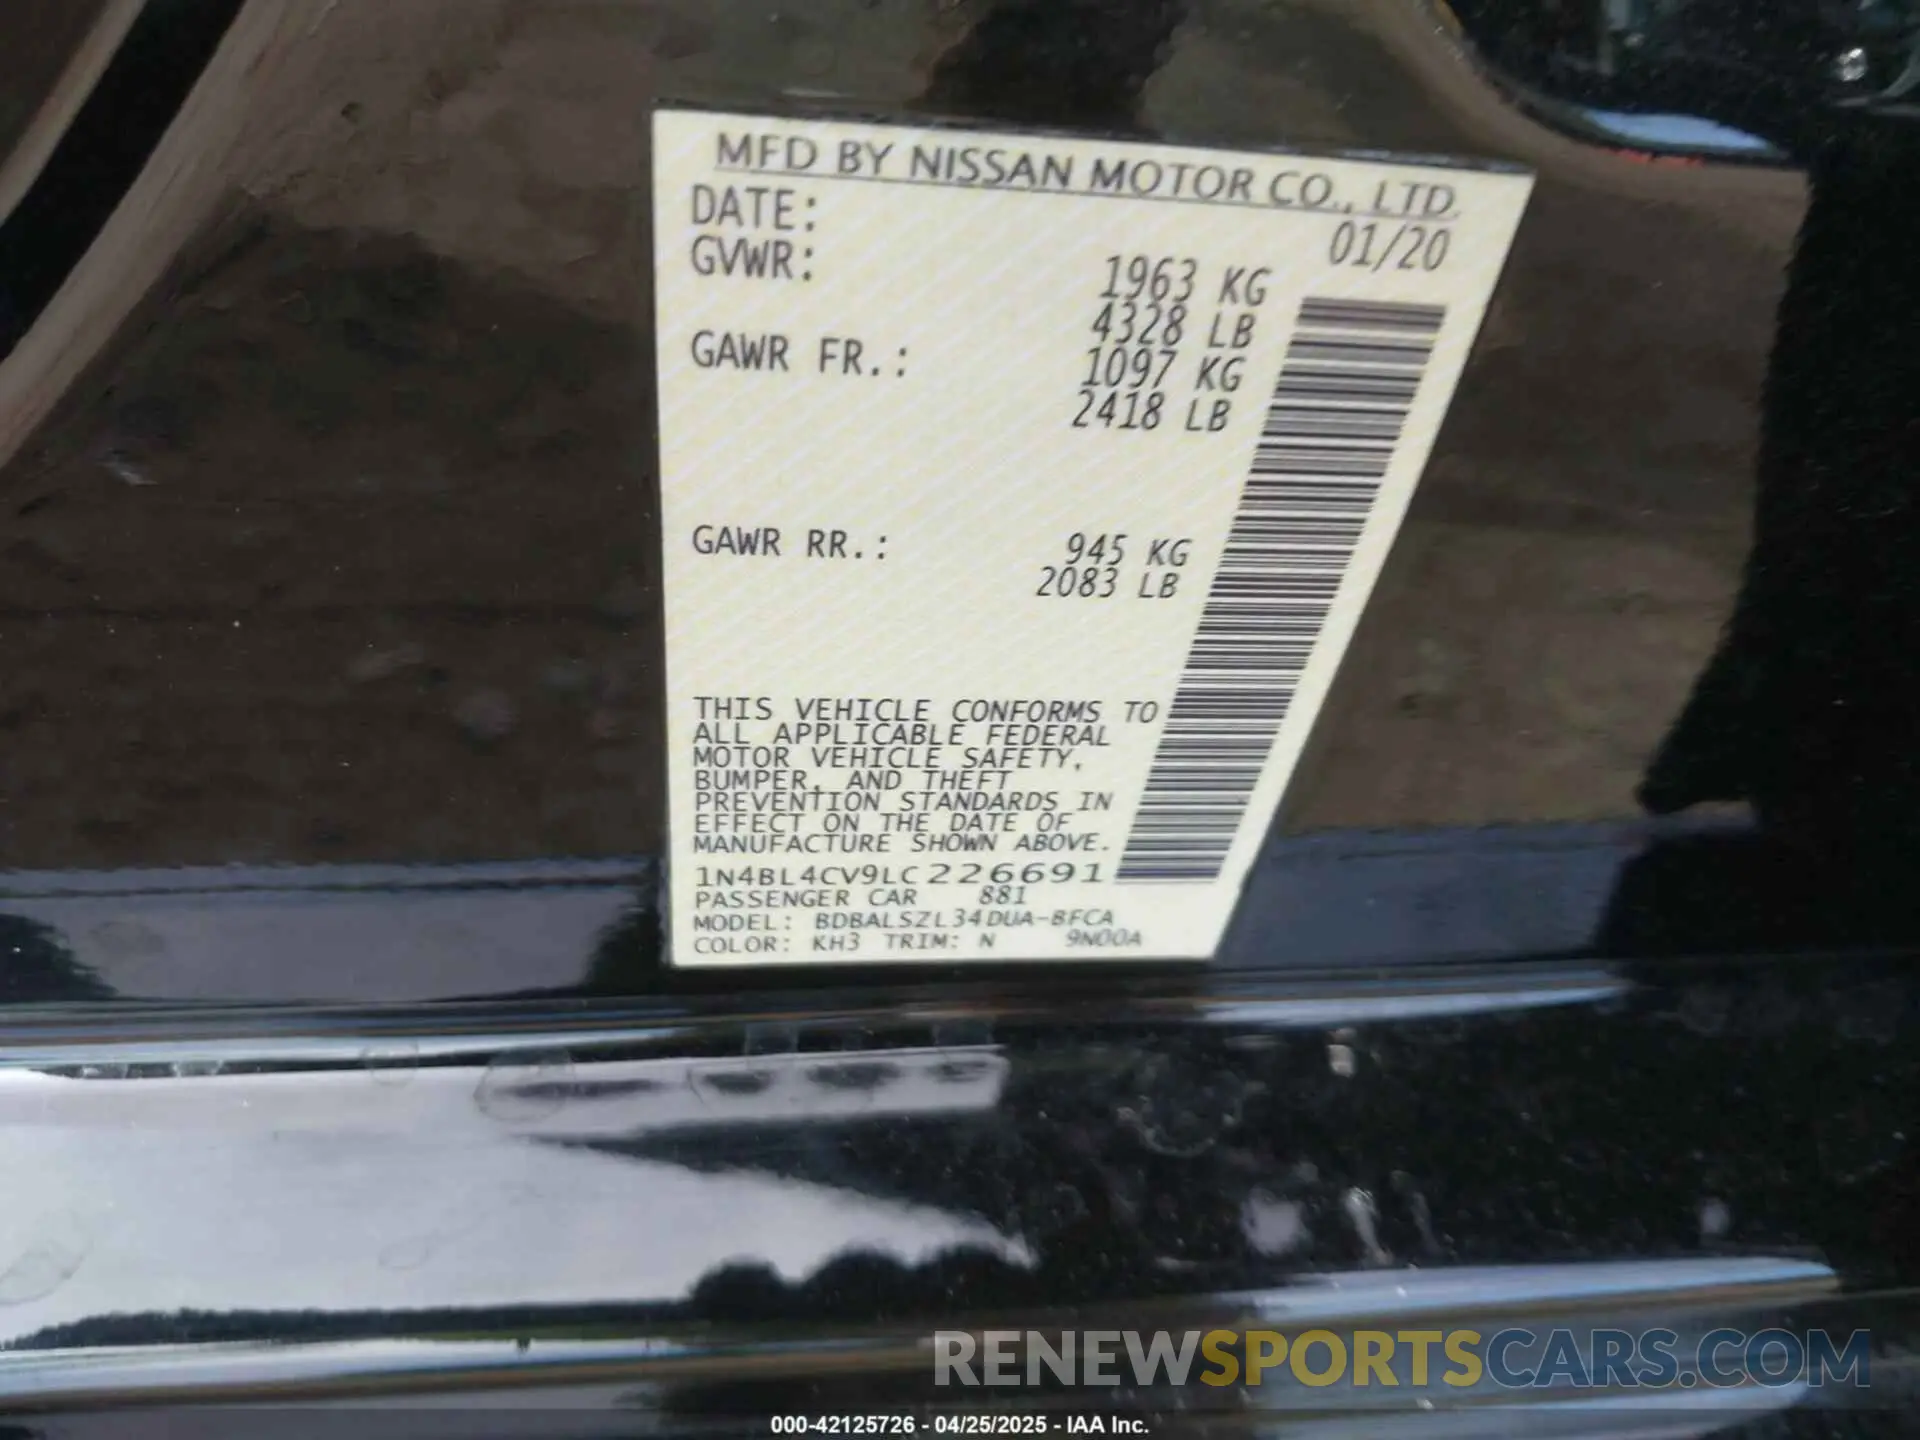 MFD BY NISSAN MOTOR CO., LTD.
DATE: 01/20
GVWR: 1963 KG
4328 LB
GAWR FR.: 1097 KG
2418 LB
GAWR RR.: 945 KG
2083 LB
THIS VEHICLE CONFORMS TO
ALL APPLICABLE FEDERAL
MOTOR VEHICLE SAFETY,
BUMPER, AND THEFT
PREVENTION STANDARDS IN
EFFECT ON THE DATE OF
MANUFACTURE SHOWN ABOVE.
1N4BL4CV9LC226691
PASSENGER CAR 881
MODEL: BDBALSZL34DUA-BFCA
COLOR: KH3 TRIM: N 9N00A
RENEWSPORTSCARS.COM
000-42125726 - 04/25/2025 - IAA Inc.